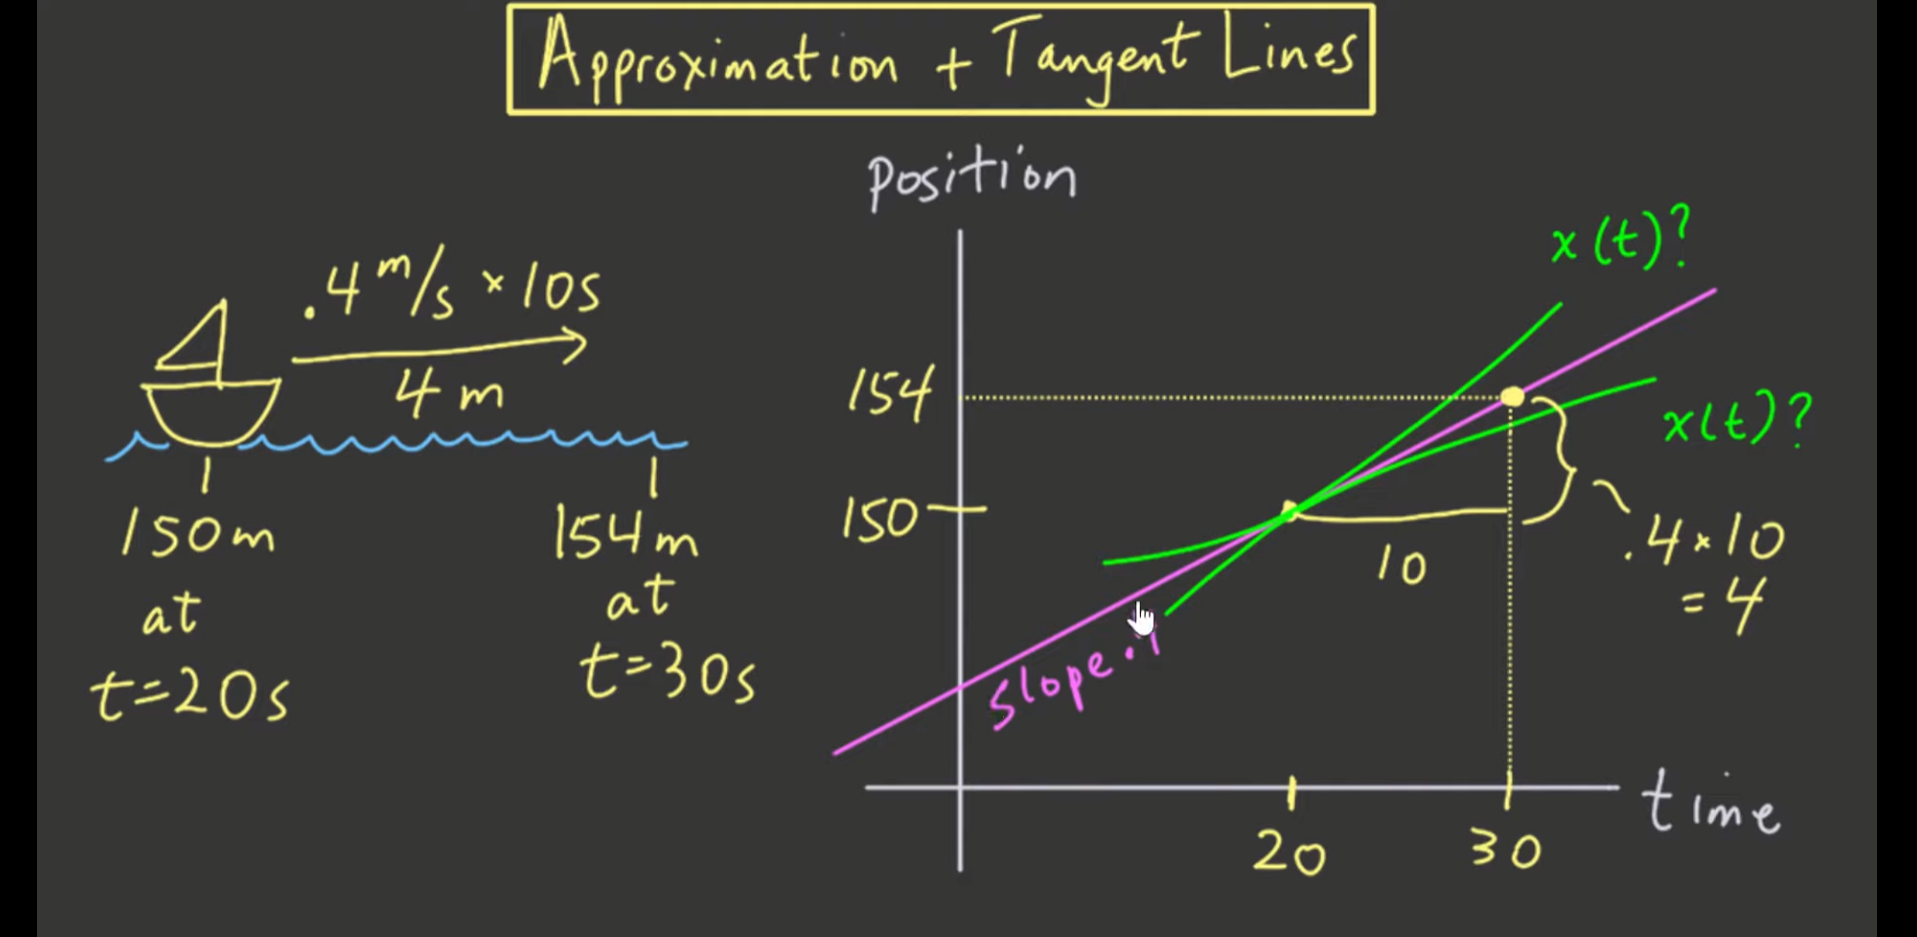 Approximation + Tangent Lines
position
.4 m/s × 10s
4 m
150m
at
t=20s
154m
at
t=30s
x(t)?
154
x(t)?
150
10
.4×10
=4
slope
20
30
time